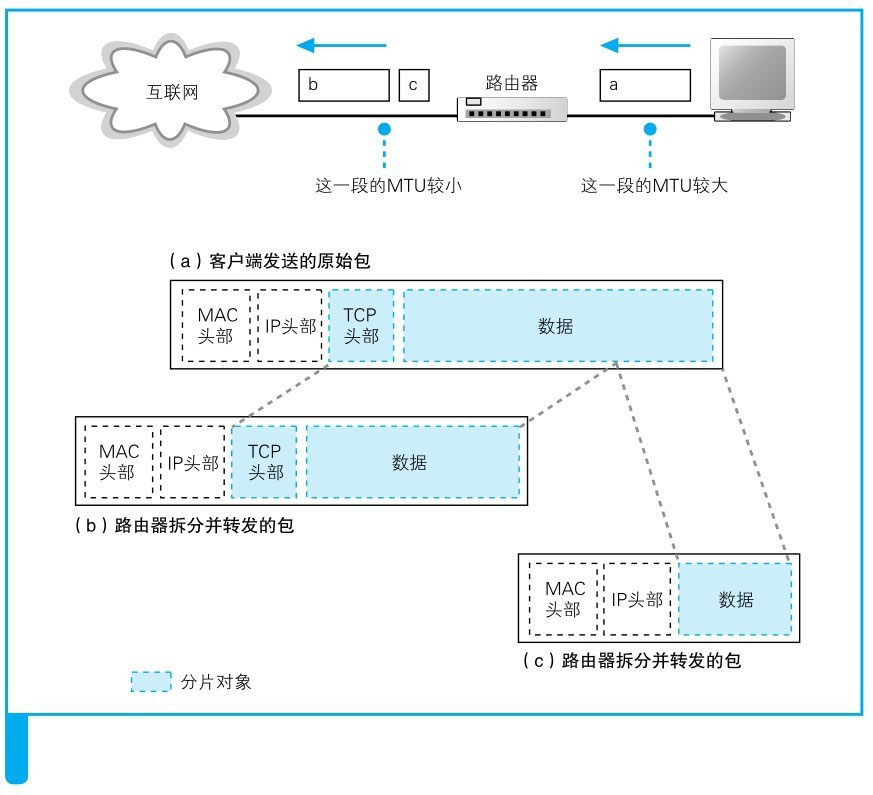 互联网
b
c
路由器
a
这一段的MTU较小
这一段的MTU较大
(a)客户端发送的原始包
MAC
头部
IP头部
TCP
头部
数据
MAC
头部
IP头部
TCP
头部
数据
(b)路由器拆分并转发的包
MAC
头部
IP头部
数据
(c)路由器拆分并转发的包
分片对象